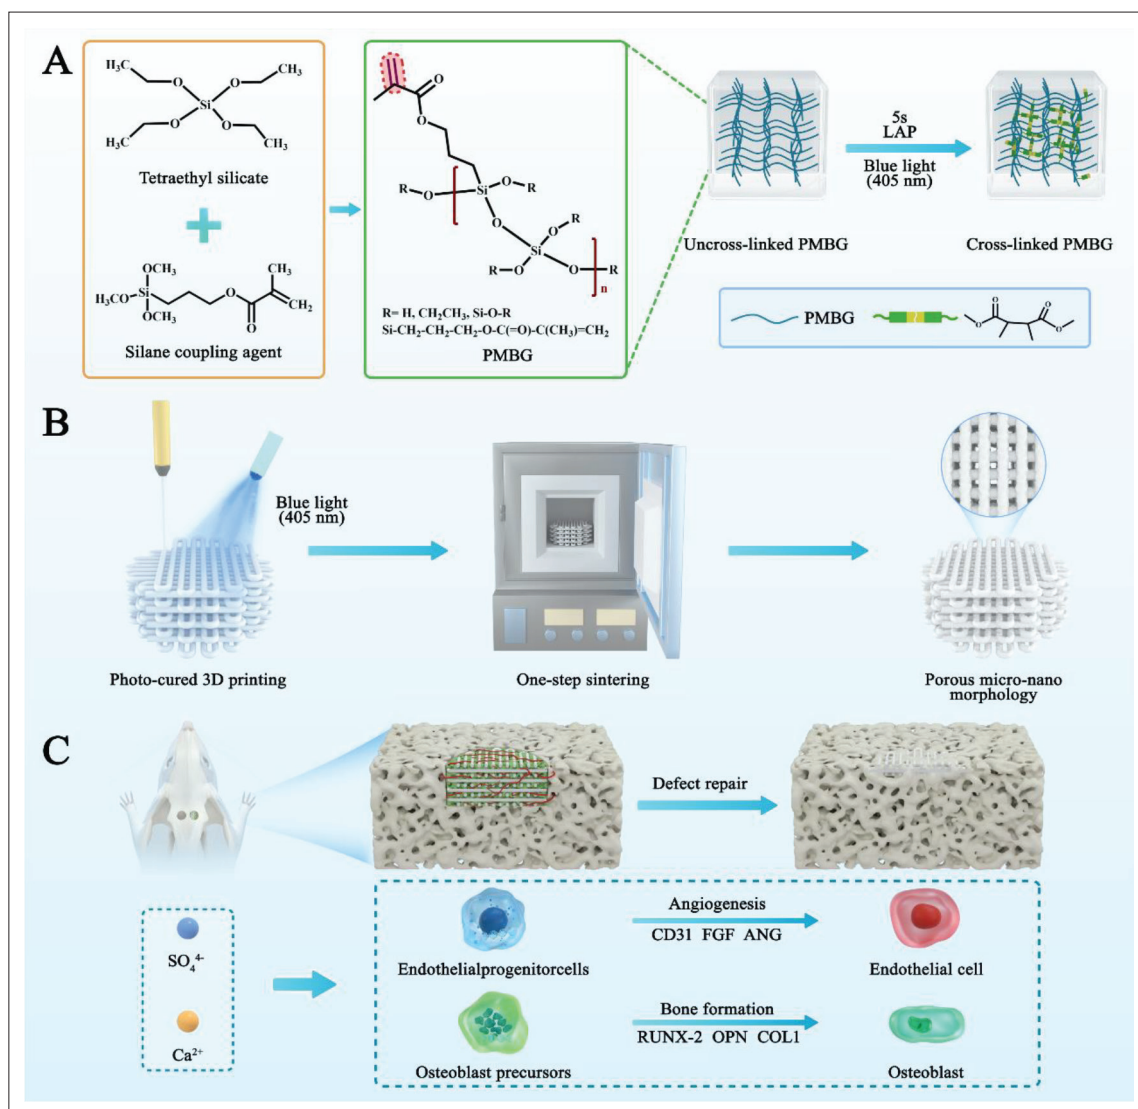 A
H₃C
O
O
CH₃
Si
O
O
H₃C
CH₃
Tetraethyl silicate
OCH₃
H₃CO
Si
OCH₃
O
O
CH₃
CH₂
Silane coupling agent
O
O
R
O
Si
O
R
O
O
R
Si
R
O
O
R
n
R= H, CH₂CH₃, Si-O-R
Si-CH₂-CH₂-CH₂-O-C(=O)-C(CH₃)=CH₂
PMBG
5s
LAP
Blue light
(405 nm)
Uncross-linked PMBG
Cross-linked PMBG
PMBG
O
O
O
O
B
Blue light
(405 nm)
Photo-cured 3D printing
One-step sintering
Porous micro-nano
morphology
C
Defect repair
SO₄⁴⁻
Ca²⁺
Angiogenesis
CD31 FGF ANG
Endothelialprogenitorcells
Endothelial cell
Bone formation
RUNX-2 OPN COL1
Osteoblast precursors
Osteoblast